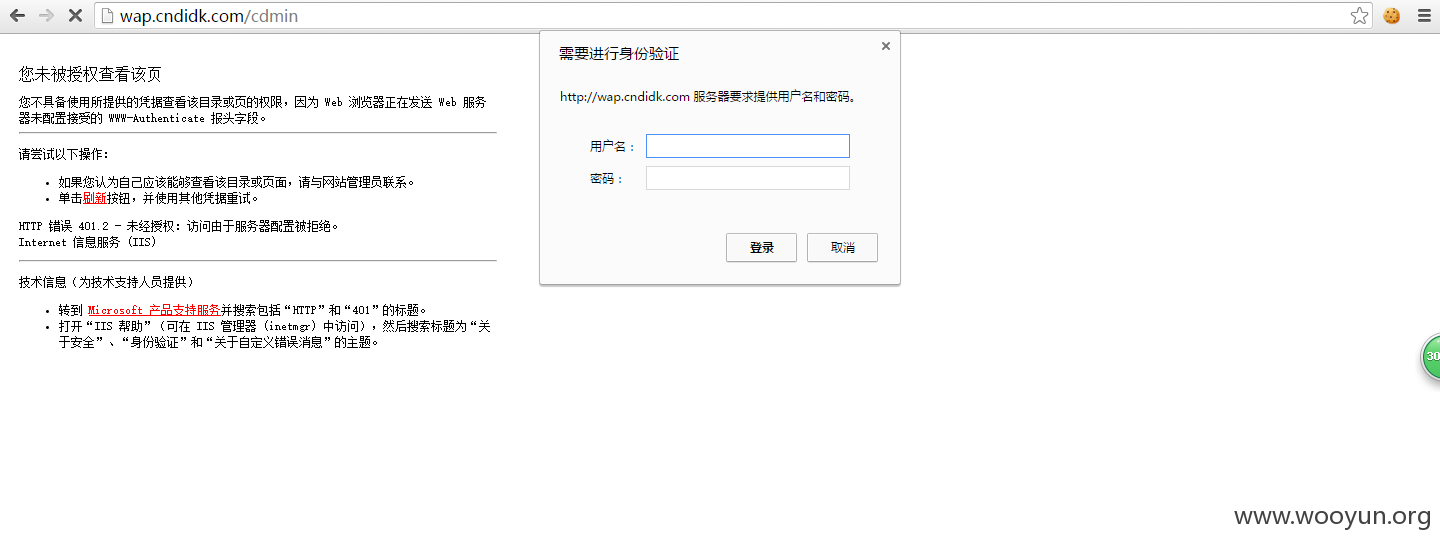 wap.cndidk.com/cdmin
您未被授权查看该页
您不具备使用所提供的凭据查看该目录或页的权限，因为 Web 浏览器正在发送 Web 服务
器未配置接受的 WWW-Authenticate 报头字段。
请尝试以下操作：
• 如果您认为自己应该能够查看该目录或页面，请与网站管理员联系。
• 单击刷新按钮，并使用其他凭据重试。
HTTP 错误 401.2 - 未经授权：访问由于服务器配置被拒绝。
Internet 信息服务 (IIS)
技术信息（为技术支持人员提供）
• 转到 Microsoft 产品支持服务并搜索包括“HTTP”和“401”的标题。
• 打开“IIS 帮助”（可在 IIS 管理器 (inetmgr) 中访问），然后搜索标题为“关
于安全”、“身份验证”和“关于自定义错误消息”的主题。
需要进行身份验证
http://wap.cndidk.com 服务器要求提供用户名和密码。
用户名：
密码：
登录 取消
30
www.wooyun.org